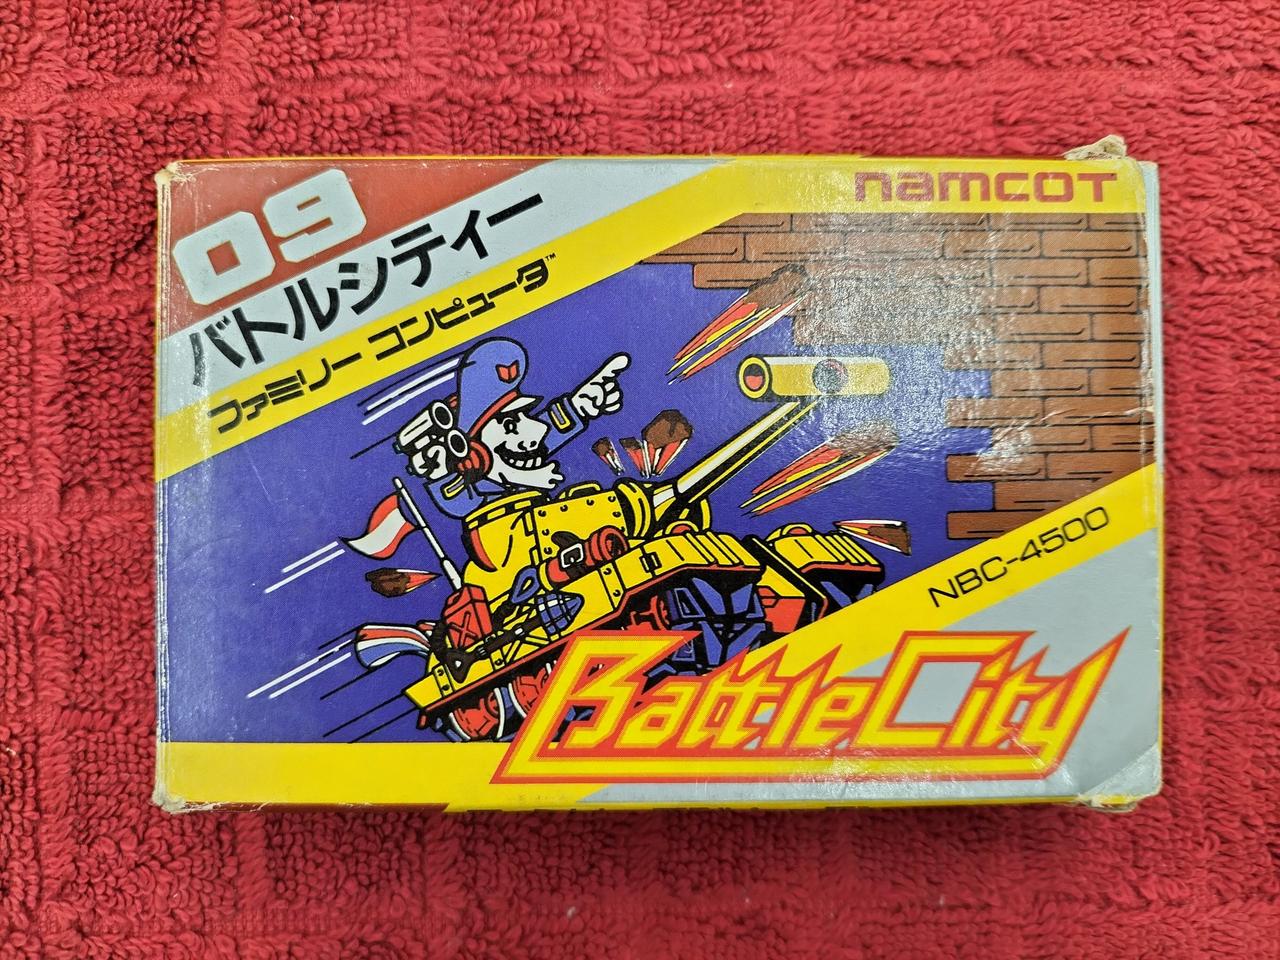 09
namcot
バトルシティー
ファミリーコンピュータ™
NBC-4500
BattleCity